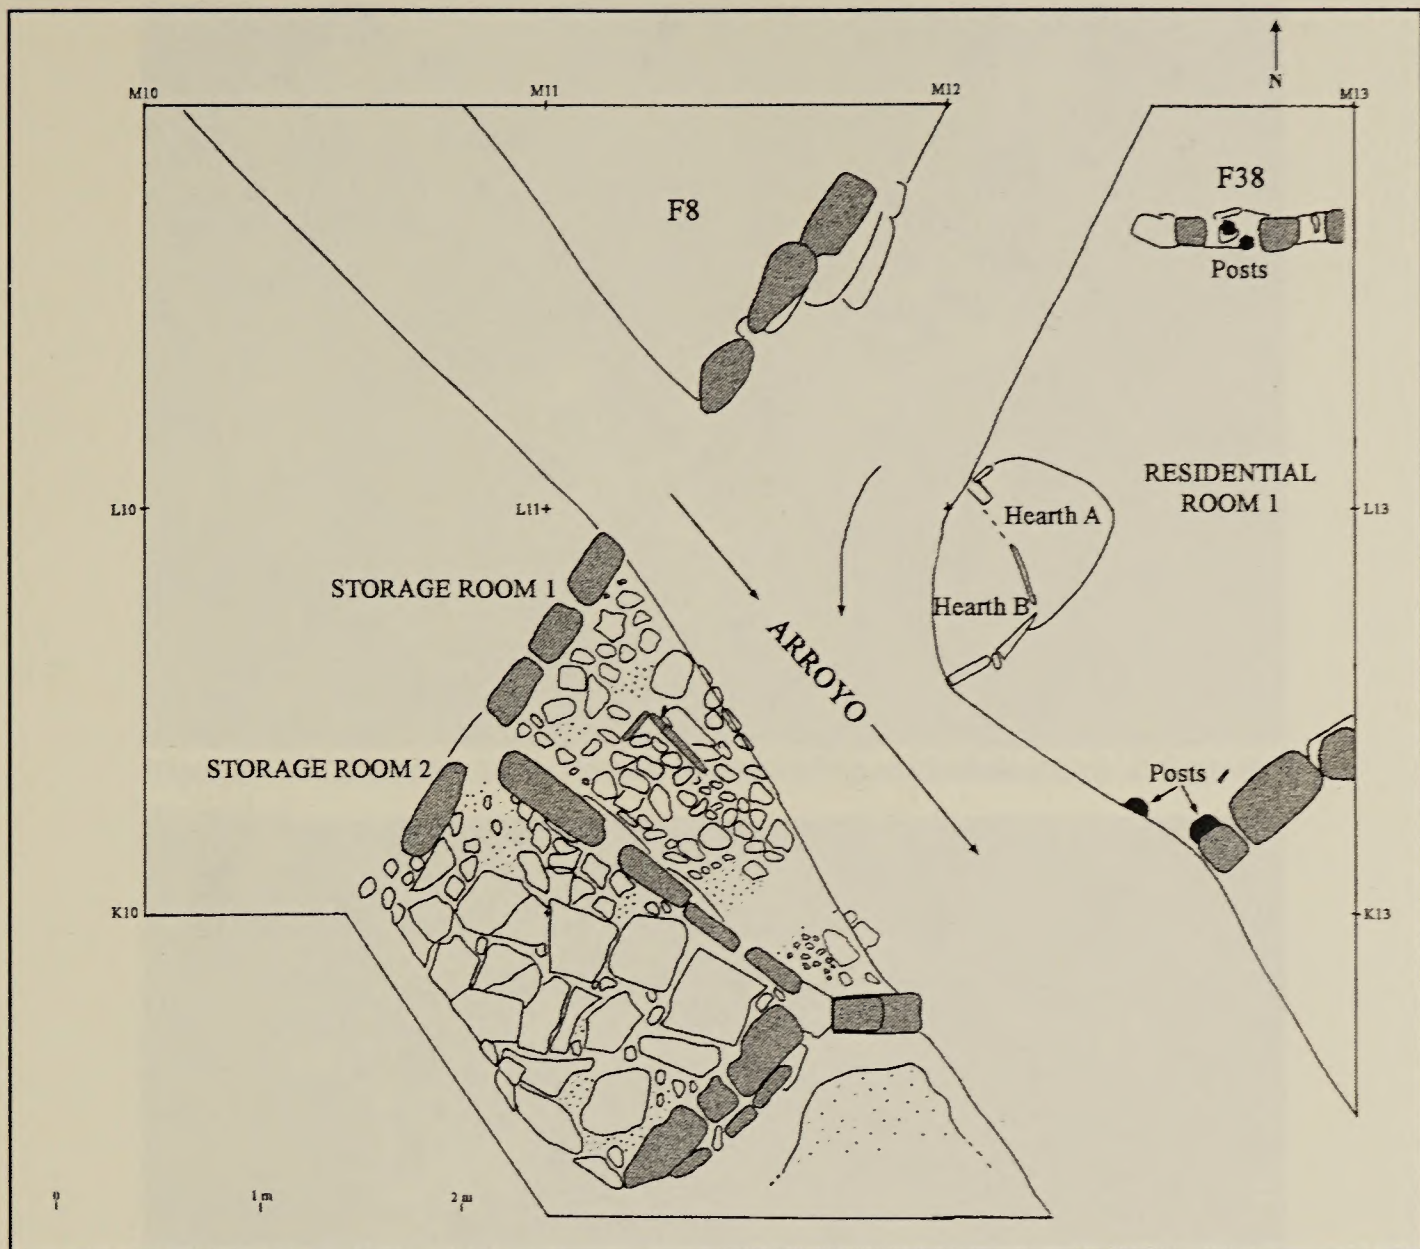 N
M10
M11
M12
M13
F8
F38
Posts
RESIDENTIAL
ROOM 1
L10
L11+
Hearth A
L13
STORAGE ROOM 1
Hearth B
ARROYO
STORAGE ROOM 2
Posts
K10
K13
0
1 m
2 m